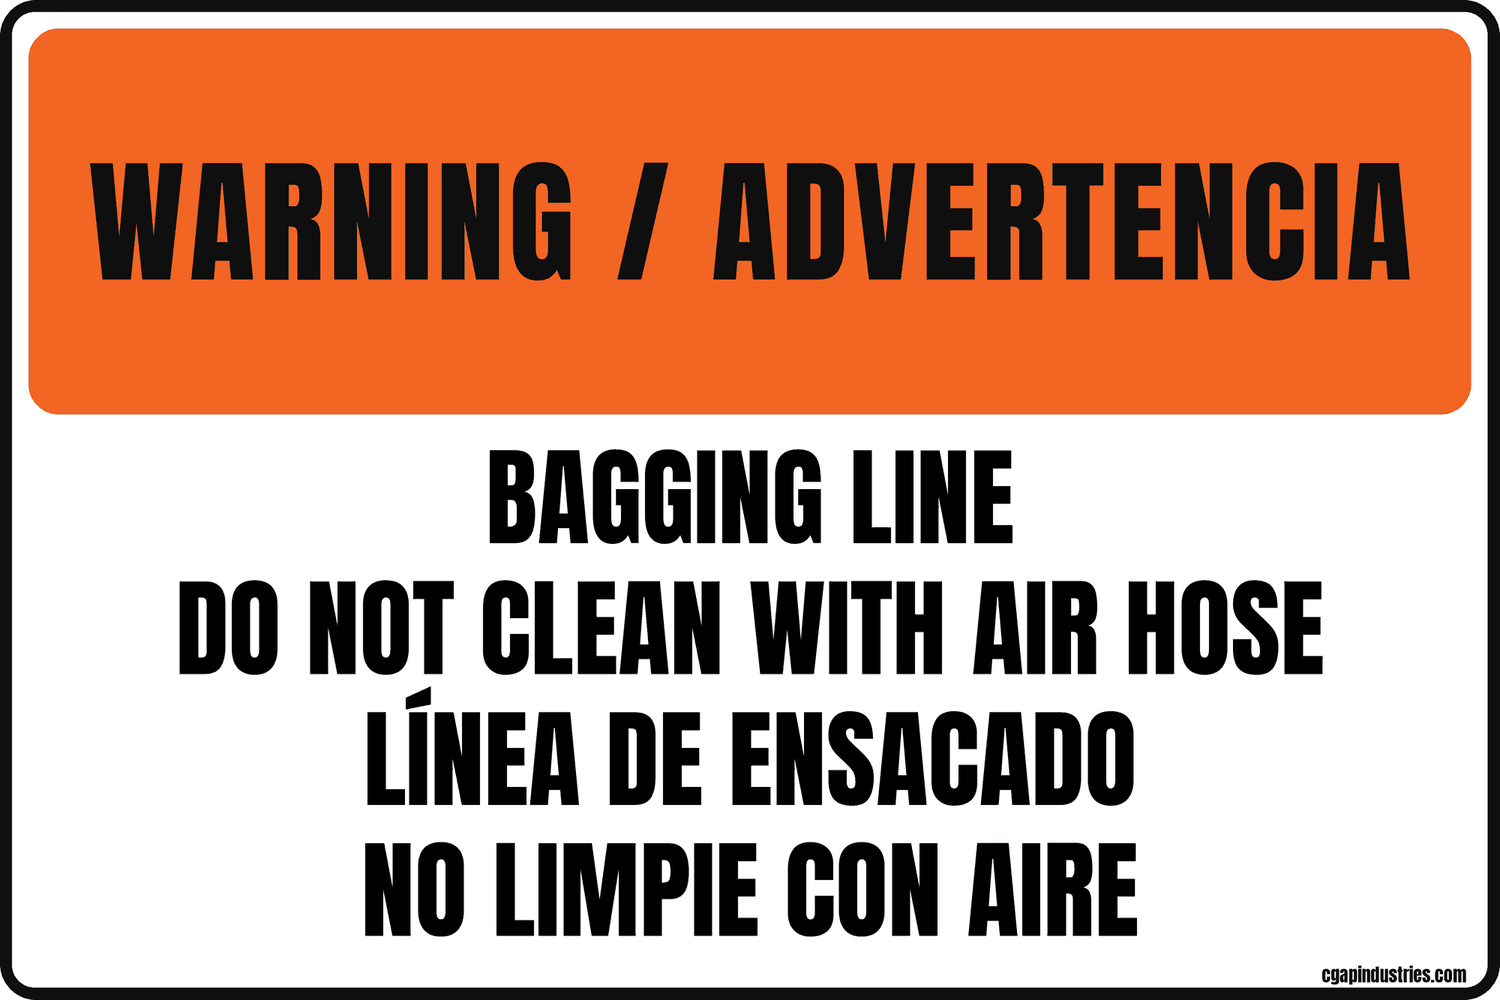 WARNING / ADVERTENCIA
BAGGING LINE
DO NOT CLEAN WITH AIR HOSE
LÍNEA DE ENSACADO
NO LIMPIE CON AIRE
cgapindustries.com